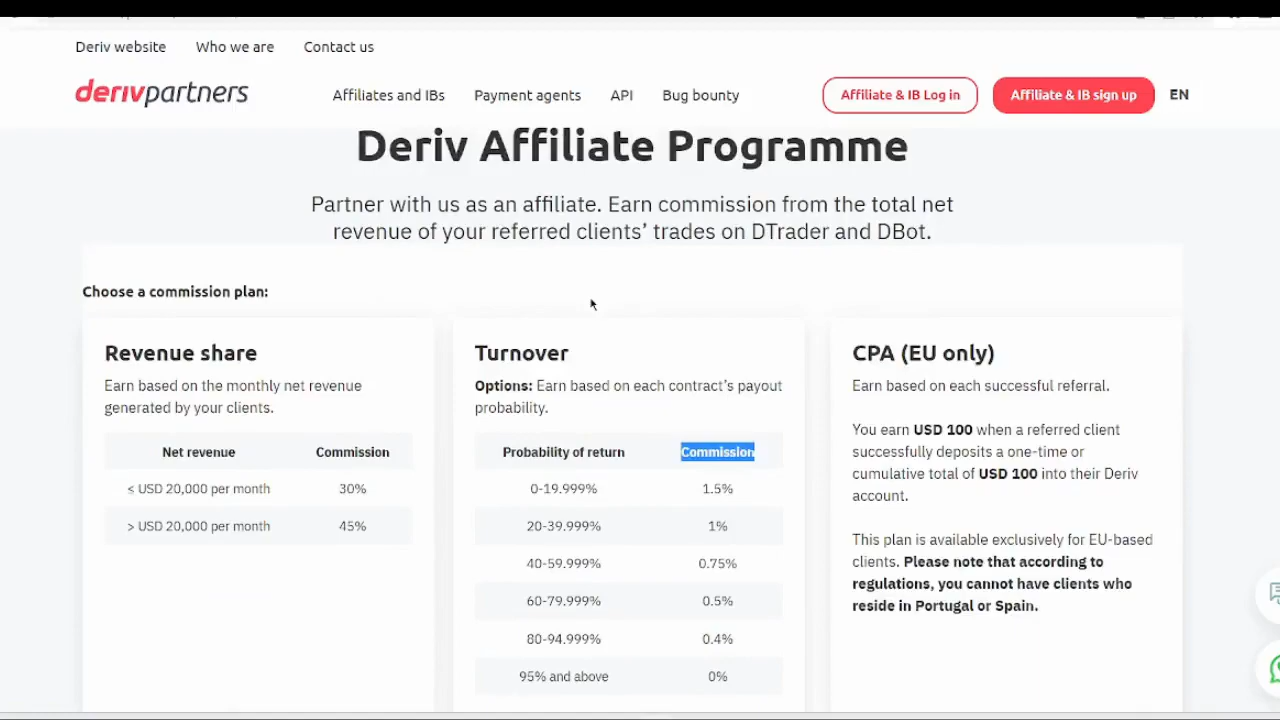 Deriv website Who we are Contact us
derivpartners Affiliates and IBs Payment agents API Bug bounty Affiliate & IB Log in Affiliate & IB sign up EN
Deriv Affiliate Programme
Partner with us as an affiliate. Earn commission from the total net
revenue of your referred clients’ trades on DTrader and DBot.
Choose a commission plan:
Revenue share
Earn based on the monthly net revenue
generated by your clients.
Net revenue Commission
≤ USD 20,000 per month 30%
> USD 20,000 per month 45%
Turnover
Options: Earn based on each contract’s payout
probability.
Probability of return Commission
0-19.999% 1.5%
20-39.999% 1%
40-59.999% 0.75%
60-79.999% 0.5%
80-94.999% 0.4%
95% and above 0%
CPA (EU only)
Earn based on each successful referral.
You earn USD 100 when a referred client
successfully deposits a one-time or
cumulative total of USD 100 into their Deriv
account.
This plan is available exclusively for EU-based
clients. Please note that according to
regulations, you cannot have clients who
reside in Portugal or Spain.